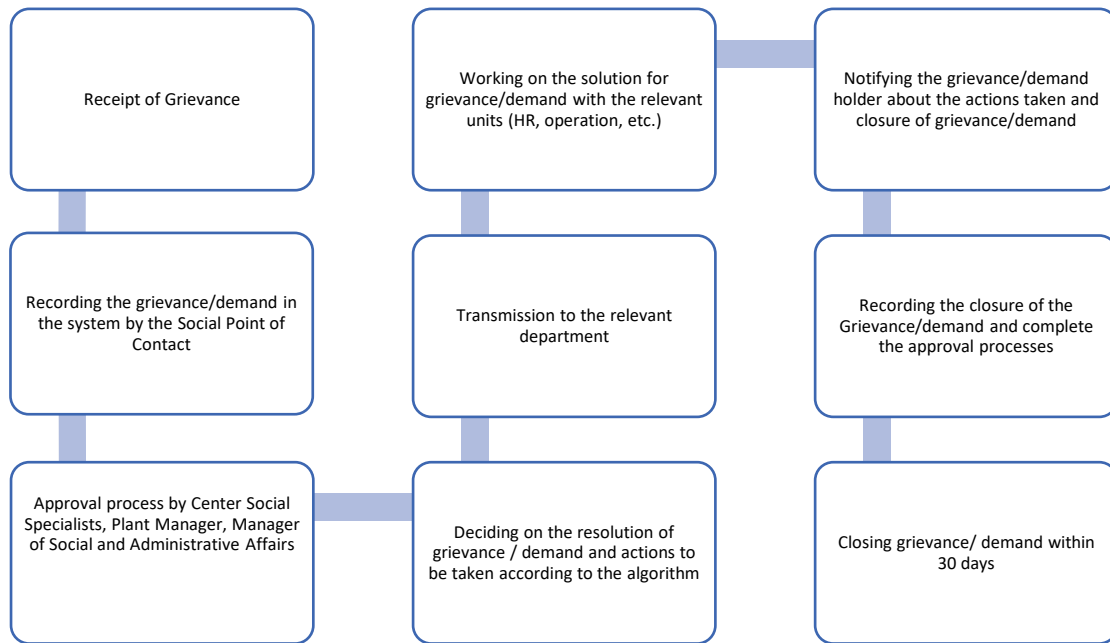 Receipt of Grievance
Recording the grievance/demand in
the system by the Social Point of
Contact
Approval process by Center Social
Specialists, Plant Manager, Manager
of Social and Administrative Affairs
Deciding on the resolution of
grievance / demand and actions to
be taken according to the algorithm
Transmission to the relevant
department
Working on the solution for
grievance/demand with the relevant
units (HR, operation, etc.)
Notifying the grievance/demand
holder about the actions taken and
closure of grievance/demand
Recording the closure of the
Grievance/demand and complete
the approval processes
Closing grievance/ demand within
30 days